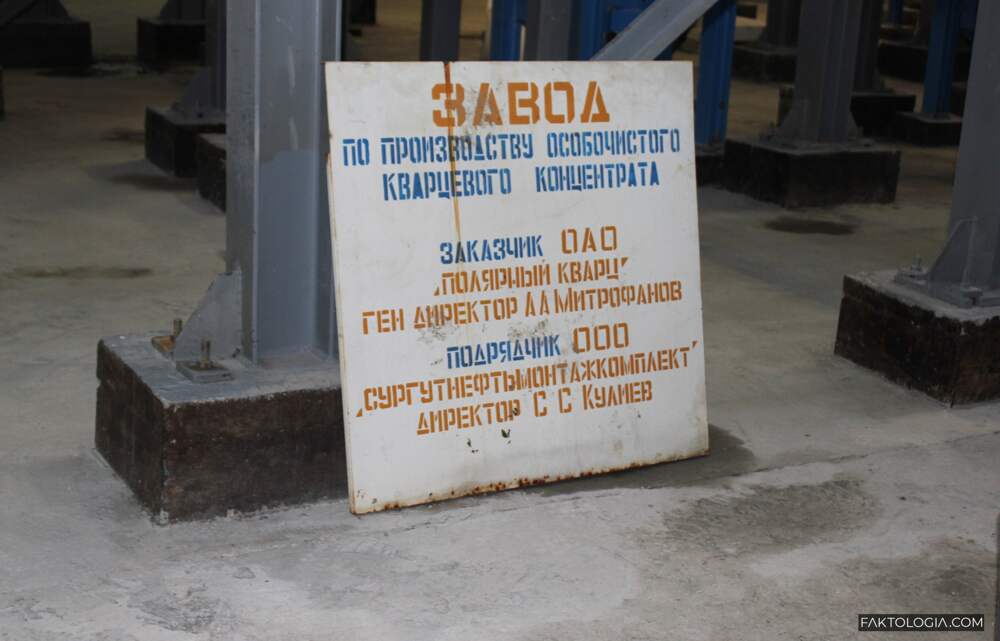 ЗАВОД
ПО ПРОИЗВОДСТВУ ОСОБОЧИСТОГО
КВАРЦЕВОГО КОНЦЕНТРАТА
ЗАКАЗЧИК ОАО
"ПОЛЯРНЫЙ КВАРЦ"
ГЕН ДИРЕКТОР А А МИТРОФАНОВ
ПОДРЯДЧИК ООО
"СУРГУТНЕФТЬМОНТАЖКОМПЛЕКТ"
ДИРЕКТОР С С КУЛИЕВ
FAKTOLOGIA.COM